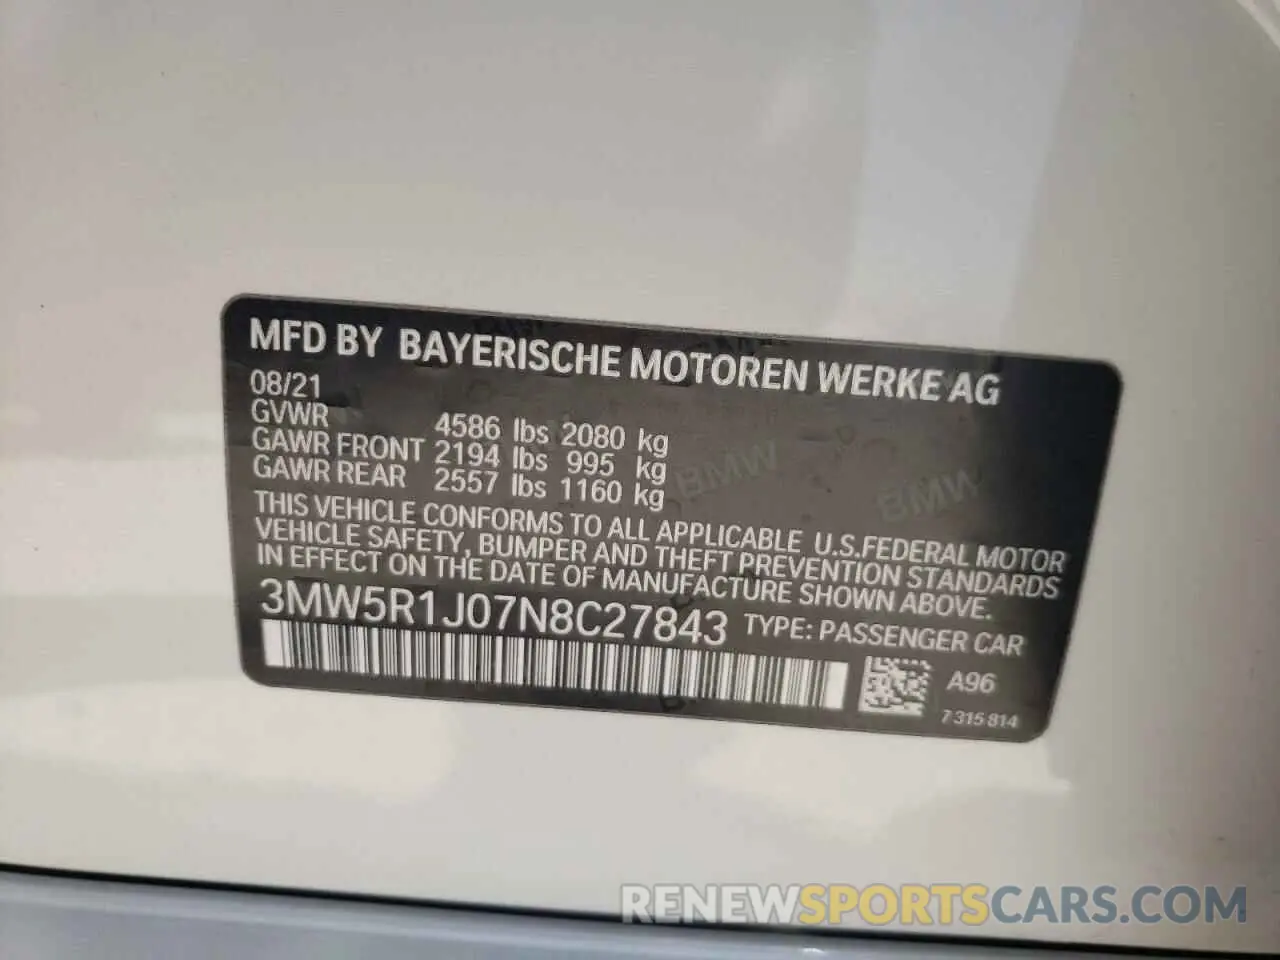 MFD BY BAYERISCHE MOTOREN WERKE AG
08/21
GVWR 4586 lbs 2080 kg
GAWR FRONT 2194 lbs 995 kg
GAWR REAR 2557 lbs 1160 kg
BMW BMW
THIS VEHICLE CONFORMS TO ALL APPLICABLE U.S.FEDERAL MOTOR
VEHICLE SAFETY, BUMPER AND THEFT PREVENTION STANDARDS
IN EFFECT ON THE DATE OF MANUFACTURE SHOWN ABOVE.
3MW5R1J07N8C27843 TYPE: PASSENGER CAR
A96
7 315 814
RENEWSPORTSCARS.COM